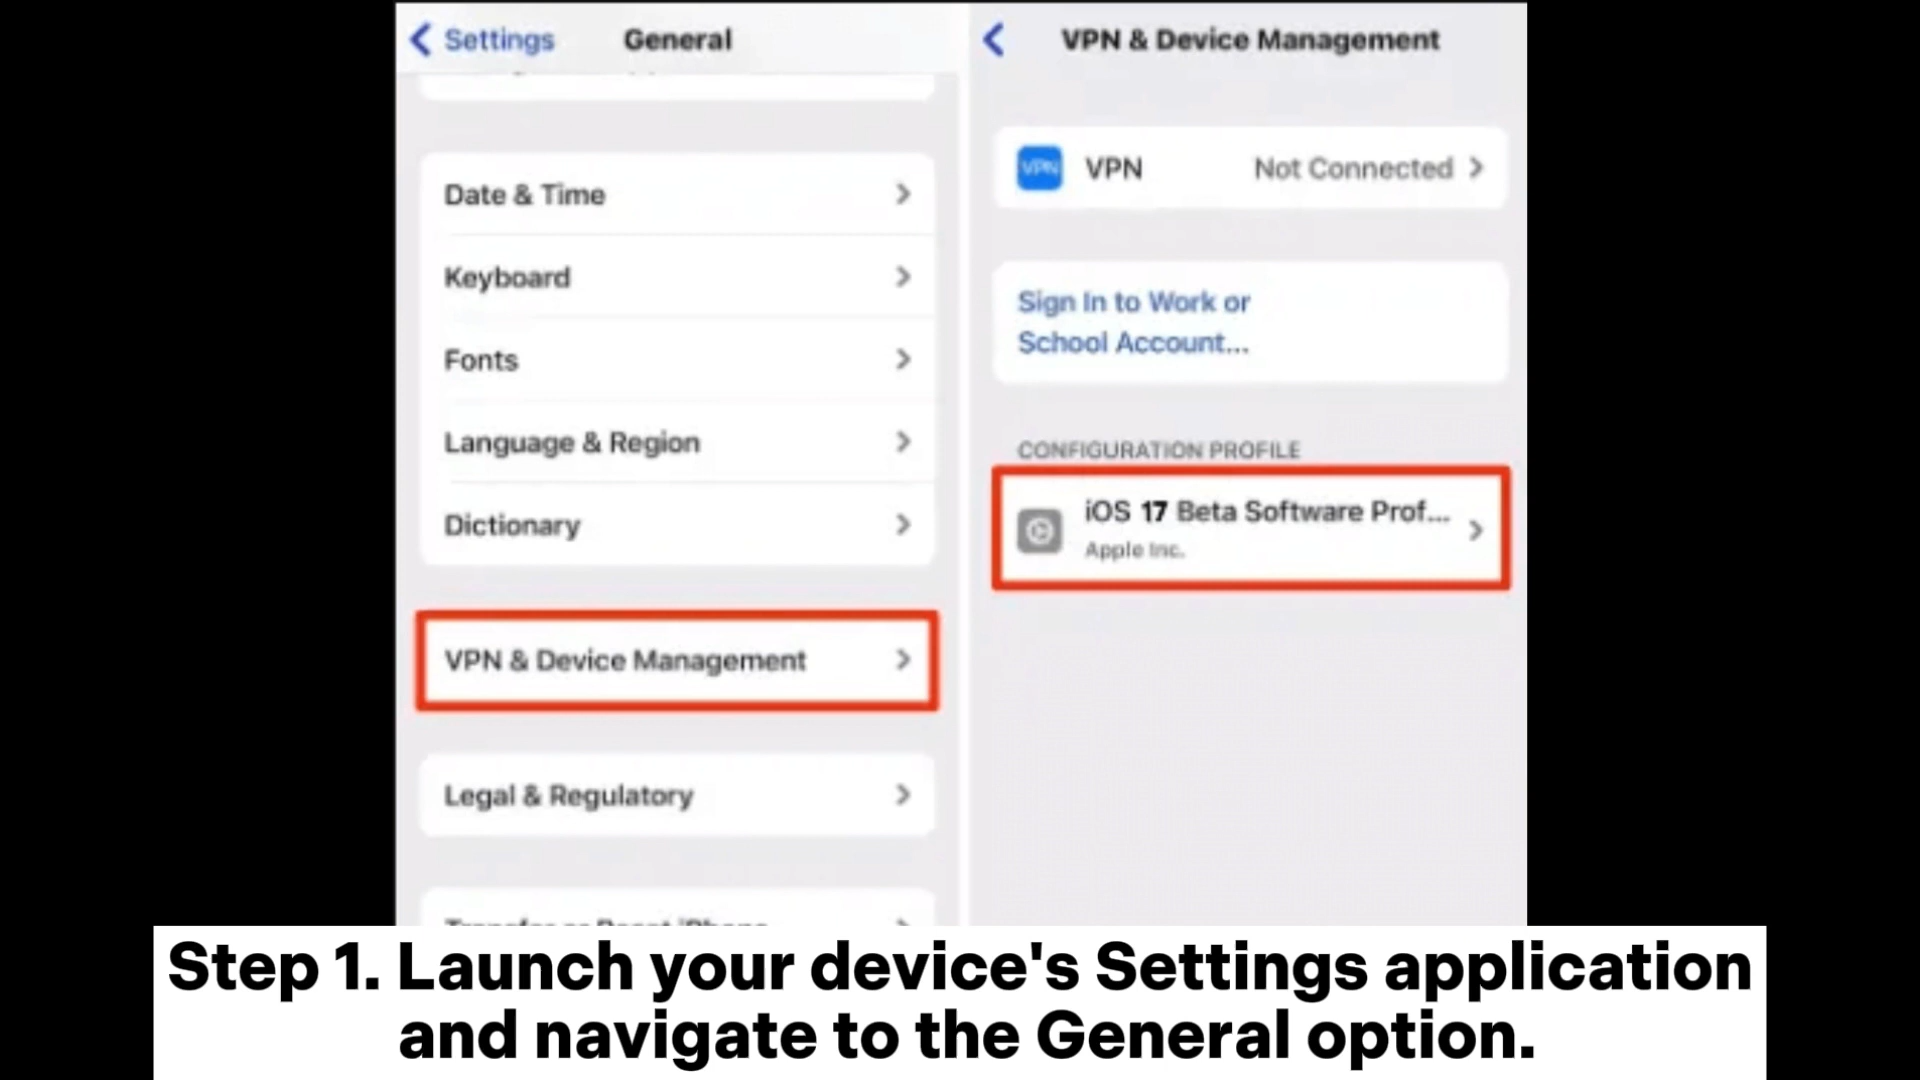 Settings
General
Date & Time
Keyboard
Fonts
Language & Region
Dictionary
VPN & Device Management
Legal & Regulatory
VPN & Device Management
VPN
VPN
Not Connected
Sign In to Work or
School Account...
CONFIGURATION PROFILE
iOS 17 Beta Software Prof...
Apple Inc.
Step 1. Launch your device's Settings application
and navigate to the General option.